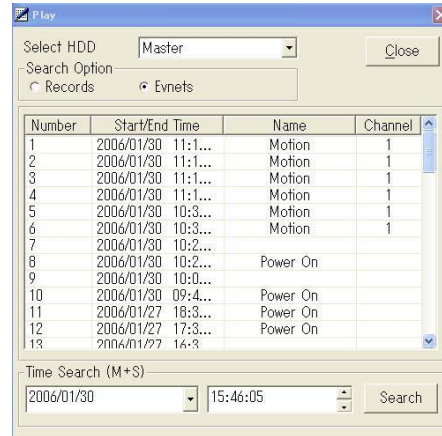 Play
Select HDD Master Close
Search Option
Records Evnets
Number Start/End Time Name Channel
1 2006/01/30 11:1... Motion 1
2 2006/01/30 11:1... Motion 1
3 2006/01/30 11:1... Motion 1
4 2006/01/30 11:1... Motion 1
5 2006/01/30 10:3... Motion 1
6 2006/01/30 10:3... Motion 1
7 2006/01/30 10:2...
8 2006/01/30 10:2... Power On
9 2006/01/30 10:0...
10 2006/01/30 09:4... Power On
11 2006/01/27 18:3... Power On
12 2006/01/27 17:3... Power On
13 2006/01/27 16:3
Time Search (M+S)
2006/01/30 15:46:05 Search